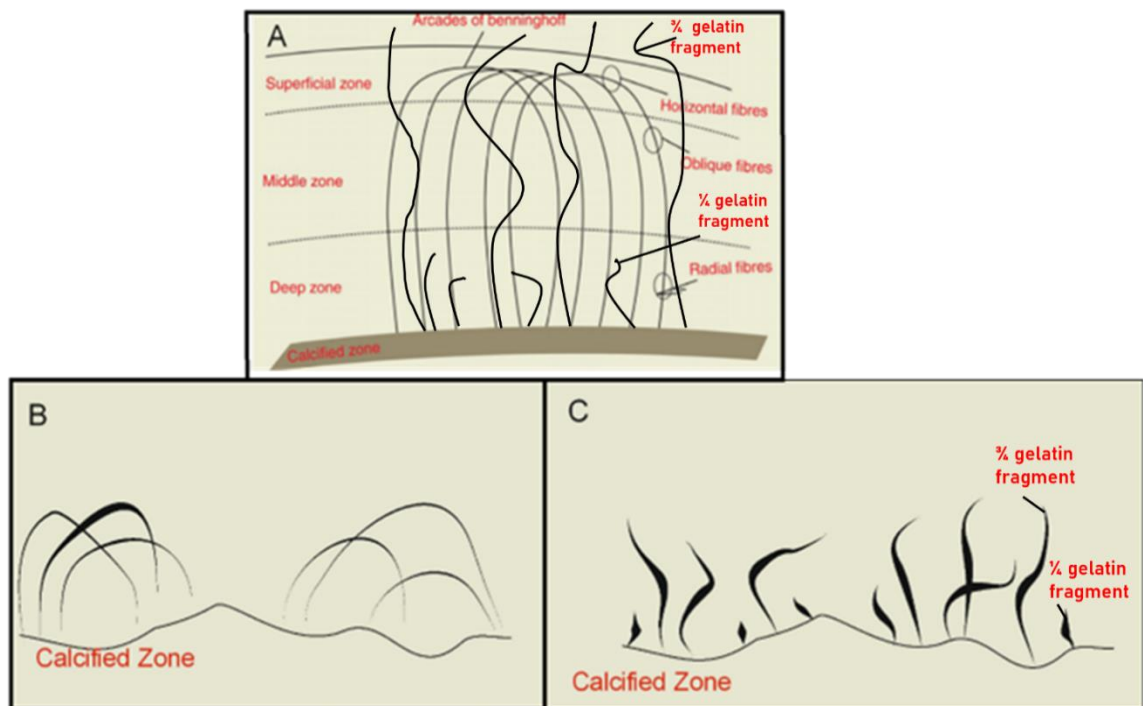 A
Arcades of benninghoff
¾ gelatin
fragment
Superficial zone
Horizontal fibres
Oblique fibres
Middle zone
¼ gelatin
fragment
Radial fibres
Deep zone
Calcified zone
B
Calcified Zone
C
¾ gelatin
fragment
¼ gelatin
fragment
Calcified Zone